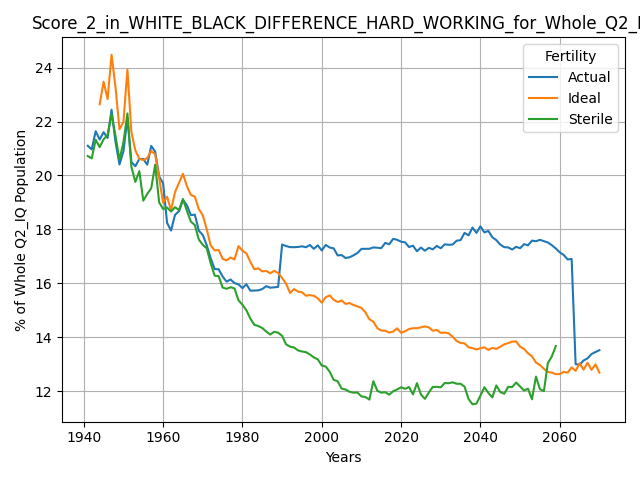 Score_2_in_WHITE_BLACK_DIFFERENCE_HARD_WORKING_for_Whole_Q2_I
Fertility
Actual
Ideal
Sterile
24
22
20
18
16
14
12
% of Whole Q2_IQ Population
1940
1960
1980
2000
2020
2040
2060
Years